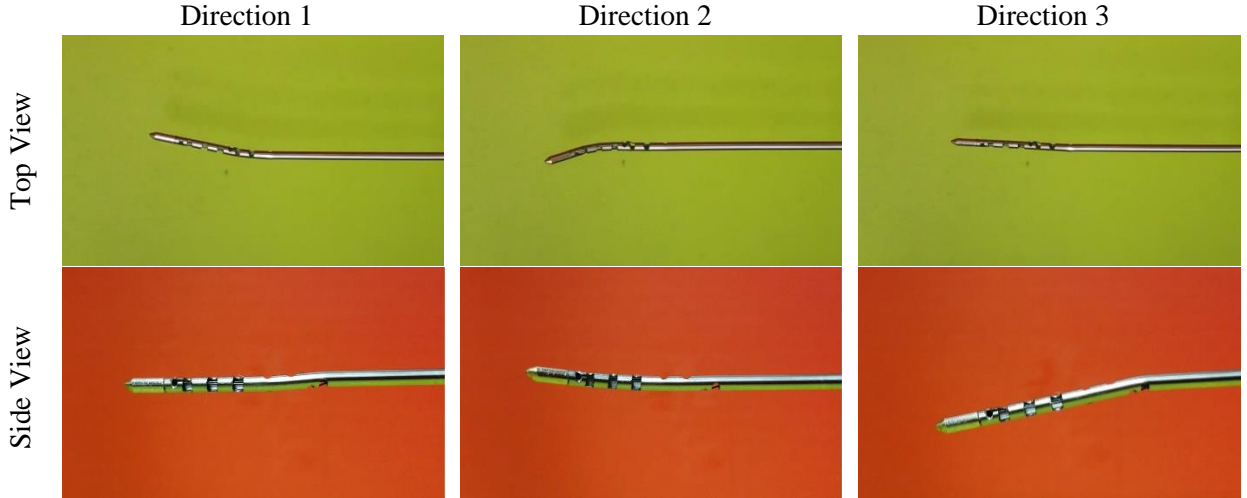 Direction 1
Direction 2
Direction 3
Top View
Side View